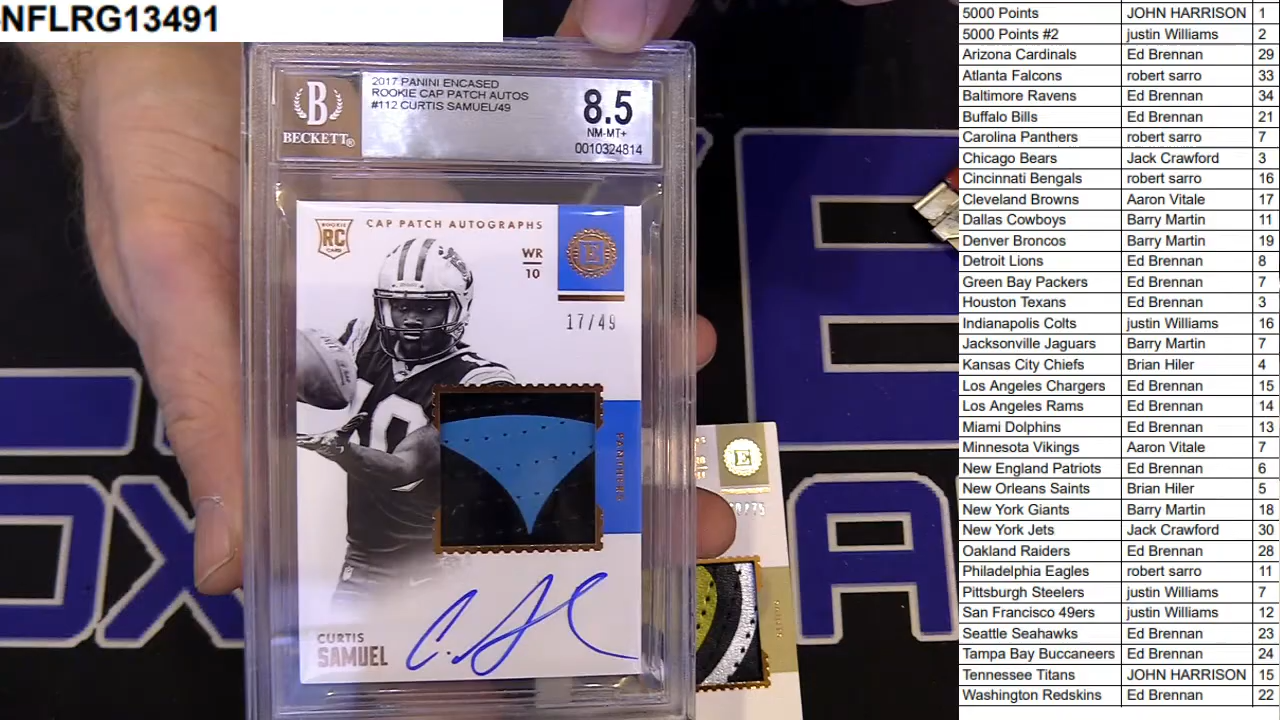 NFLRG13491
B
BECKETT®
2017 PANINI ENCASED
ROOKIE CAP PATCH AUTOS
#112 CURTIS SAMUEL/49
8.5
NM-MT+
0010324814
ROOKIE
RC
CARD
CAP PATCH AUTOGRAPHS
WR
10
E
17/49
PANTHERS
CURTIS
SAMUEL
E
5000 Points JOHN HARRISON 1
5000 Points #2 justin Williams 2
Arizona Cardinals Ed Brennan 29
Atlanta Falcons robert sarro 33
Baltimore Ravens Ed Brennan 34
Buffalo Bills Ed Brennan 21
Carolina Panthers robert sarro 7
Chicago Bears Jack Crawford 3
Cincinnati Bengals robert sarro 16
Cleveland Browns Aaron Vitale 17
Dallas Cowboys Barry Martin 11
Denver Broncos Barry Martin 19
Detroit Lions Ed Brennan 8
Green Bay Packers Ed Brennan 7
Houston Texans Ed Brennan 3
Indianapolis Colts justin Williams 16
Jacksonville Jaguars Barry Martin 7
Kansas City Chiefs Brian Hiler 4
Los Angeles Chargers Ed Brennan 15
Los Angeles Rams Ed Brennan 14
Miami Dolphins Ed Brennan 13
Minnesota Vikings Aaron Vitale 7
New England Patriots Ed Brennan 6
New Orleans Saints Brian Hiler 5
New York Giants Barry Martin 18
New York Jets Jack Crawford 30
Oakland Raiders Ed Brennan 28
Philadelphia Eagles robert sarro 11
Pittsburgh Steelers justin Williams 7
San Francisco 49ers justin Williams 12
Seattle Seahawks Ed Brennan 23
Tampa Bay Buccaneers Ed Brennan 24
Tennessee Titans JOHN HARRISON 15
Washington Redskins Ed Brennan 22